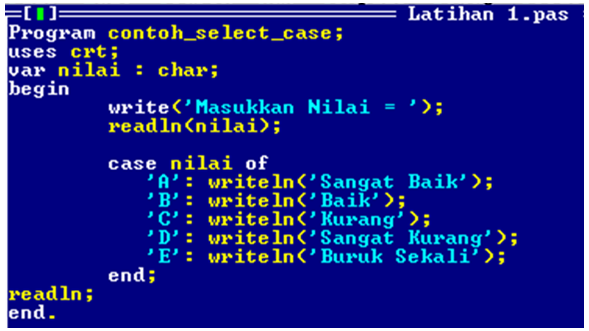 [ ] Latihan 1.pas
Program contoh_select_case;
uses crt;
var nilai : char;
begin
write('Masukkan Nilai = ');
readln(nilai);
case nilai of
'A': writeln('Sangat Baik');
'B': writeln('Baik');
'C': writeln('Kurang');
'D': writeln('Sangat Kurang');
'E': writeln('Buruk Sekali');
end;
readln;
end.